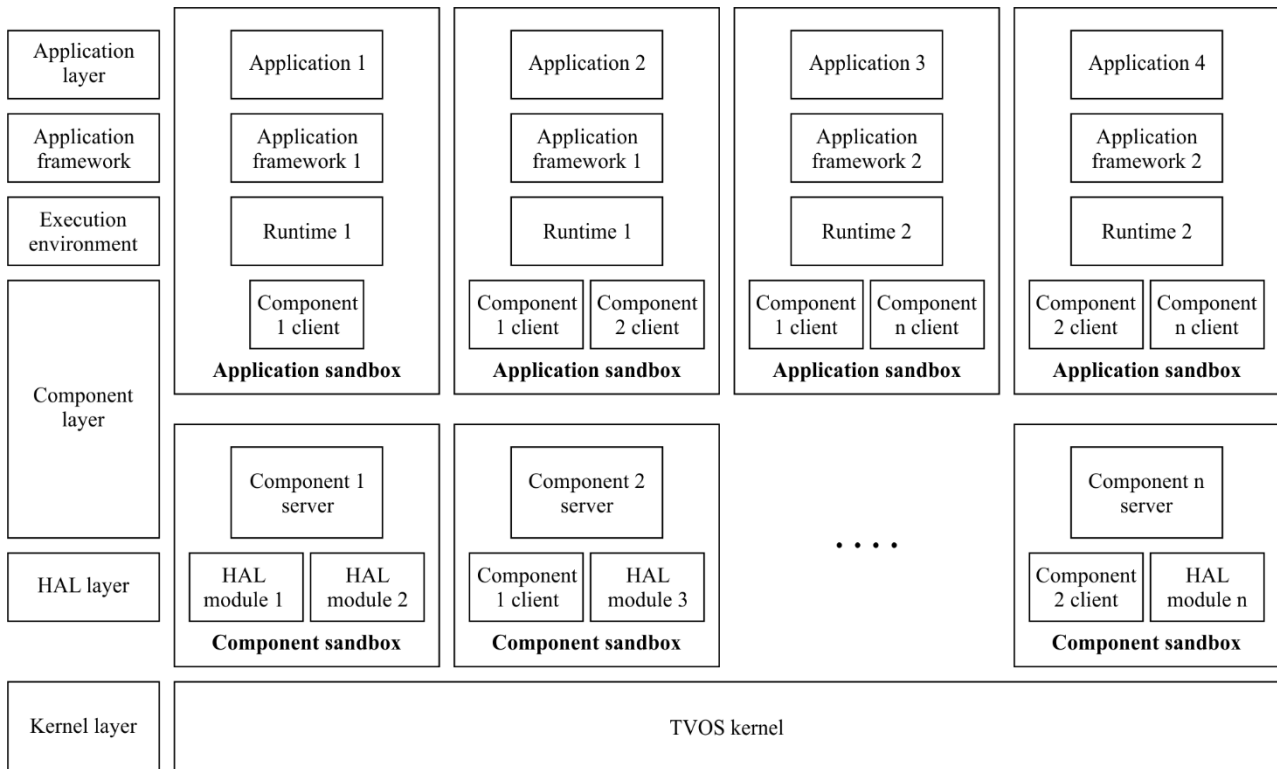 Application
layer
Application 1
Application 2
Application 3
Application 4
Application
framework
Application
framework 1
Application
framework 1
Application
framework 2
Application
framework 2
Execution
environment
Runtime 1
Runtime 1
Runtime 2
Runtime 2
Component
layer
Component
1 client
Component
1 client
Component
2 client
Component
1 client
Component
n client
Component
2 client
Component
n client
Application sandbox
Application sandbox
Application sandbox
Application sandbox
Component 1
server
Component 2
server
. . . .
Component n
server
HAL layer
HAL
module 1
HAL
module 2
Component
1 client
HAL
module 3
Component
2 client
HAL
module n
Component sandbox
Component sandbox
Component sandbox
Kernel layer
TVOS kernel